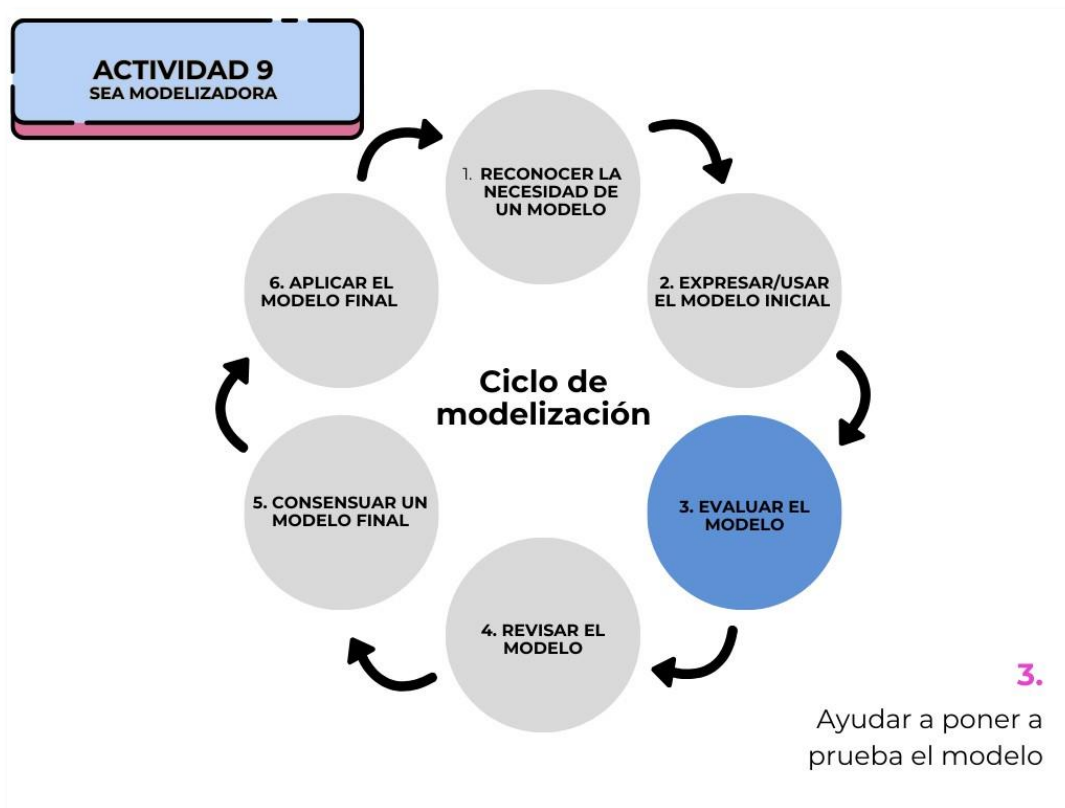 ACTIVIDAD 9
SEA MODELIZADORA
1. RECONOCER LA
NECESIDAD DE
UN MODELO
2. EXPRESAR/USAR
EL MODELO INICIAL
3. EVALUAR EL
MODELO
4. REVISAR EL
MODELO
5. CONSENSUAR UN
MODELO FINAL
6. APLICAR EL
MODELO FINAL
Ciclo de
modelización
3.
Ayudar a poner a
prueba el modelo